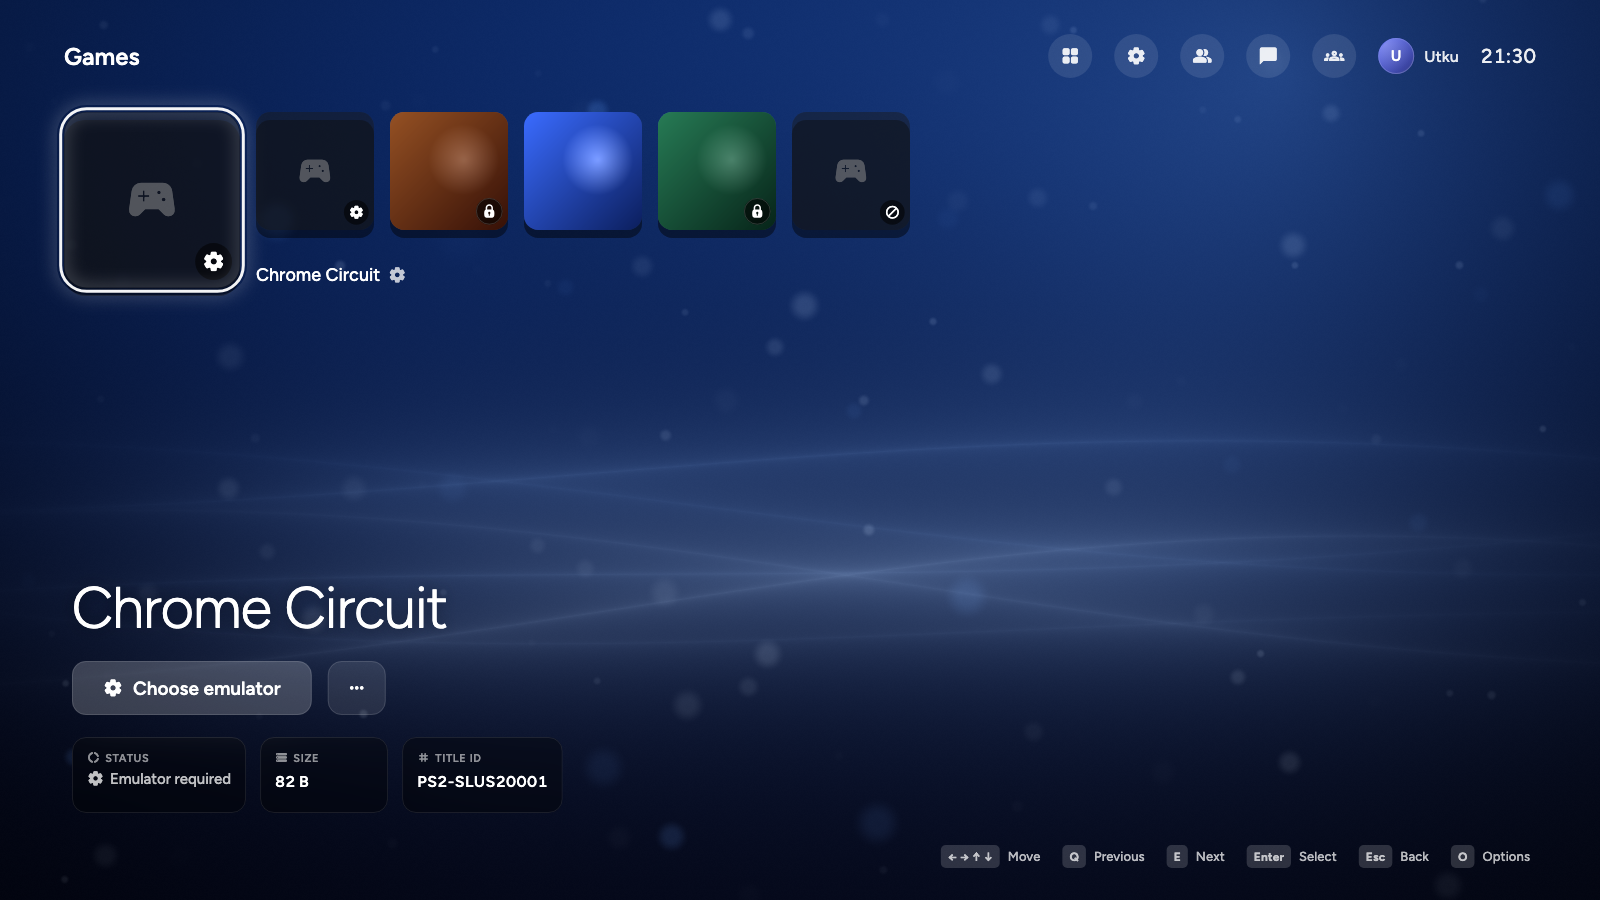 Games
U
Utku
21:30
Chrome Circuit
Chrome Circuit
Choose emulator
STATUS
Emulator required
SIZE
82 B
TITLE ID
PS2-SLUS20001
←→↑↓ Move
Q Previous
E Next
Enter Select
Esc Back
O Options